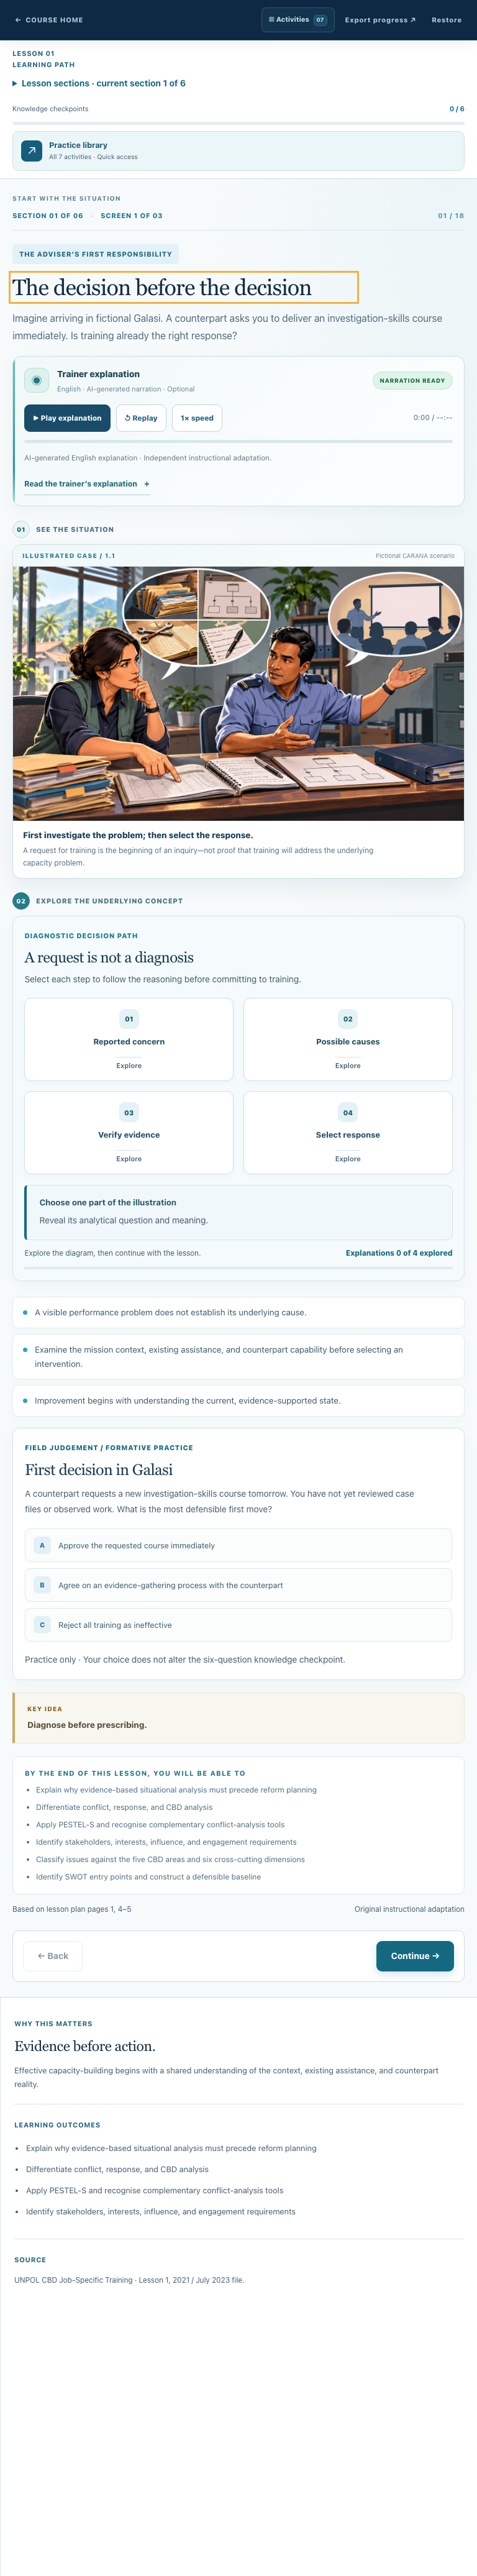 ← COURSE HOME
Activities 07
Export progress ↗
Restore
LESSON 01
LEARNING PATH
▶ Lesson sections · current section 1 of 6
Knowledge checkpoints
0 / 6
↗
Practice library
All 7 activities · Quick access
START WITH THE SITUATION
SECTION 01 OF 06 · SCREEN 1 OF 03
01 / 18
THE ADVISER'S FIRST RESPONSIBILITY
The decision before the decision
Imagine arriving in fictional Galasi. A counterpart asks you to deliver an investigation-skills course
immediately. Is training already the right response?
Trainer explanation
English · AI-generated narration · Optional
NARRATION READY
▶ Play explanation
↺ Replay
1× speed
0:00 / --:--
AI-generated English explanation · Independent instructional adaptation.
Read the trainer's explanation +
01 SEE THE SITUATION
ILLUSTRATED CASE / 1.1
Fictional CARANA scenario
First investigate the problem; then select the response.
A request for training is the beginning of an inquiry—not proof that training will address the underlying
capacity problem.
02 EXPLORE THE UNDERLYING CONCEPT
DIAGNOSTIC DECISION PATH
A request is not a diagnosis
Select each step to follow the reasoning before committing to training.
01
Reported concern
Explore
02
Possible causes
Explore
03
Verify evidence
Explore
04
Select response
Explore
Choose one part of the illustration
Reveal its analytical question and meaning.
Explore the diagram, then continue with the lesson.
Explanations 0 of 4 explored
A visible performance problem does not establish its underlying cause.
Examine the mission context, existing assistance, and counterpart capability before selecting an
intervention.
Improvement begins with understanding the current, evidence-supported state.
FIELD JUDGEMENT / FORMATIVE PRACTICE
First decision in Galasi
A counterpart requests a new investigation-skills course tomorrow. You have not yet reviewed case
files or observed work. What is the most defensible first move?
A Approve the requested course immediately
B Agree on an evidence-gathering process with the counterpart
C Reject all training as ineffective
Practice only · Your choice does not alter the six-question knowledge checkpoint.
KEY IDEA
Diagnose before prescribing.
BY THE END OF THIS LESSON, YOU WILL BE ABLE TO
• Explain why evidence-based situational analysis must precede reform planning
• Differentiate conflict, response, and CBD analysis
• Apply PESTEL-S and recognise complementary conflict-analysis tools
• Identify stakeholders, interests, influence, and engagement requirements
• Classify issues against the five CBD areas and six cross-cutting dimensions
• Identify SWOT entry points and construct a defensible baseline
Based on lesson plan pages 1, 4–5
Original instructional adaptation
← Back
Continue →
WHY THIS MATTERS
Evidence before action.
Effective capacity-building begins with a shared understanding of the context, existing assistance, and counterpart
reality.
LEARNING OUTCOMES
• Explain why evidence-based situational analysis must precede reform planning
• Differentiate conflict, response, and CBD analysis
• Apply PESTEL-S and recognise complementary conflict-analysis tools
• Identify stakeholders, interests, influence, and engagement requirements
SOURCE
UNPOL CBD Job-Specific Training · Lesson 1, 2021 / July 2023 file.